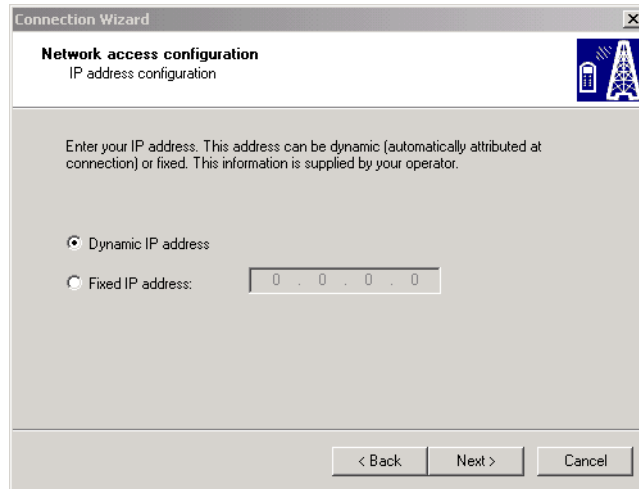 Connection Wizard
Network access configuration
IP address configuration
Enter your IP address. This address can be dynamic (automatically attributed at
connection) or fixed. This information is supplied by your operator.
Dynamic IP address
Fixed IP address:
0 . 0 . 0 . 0
< Back
Next >
Cancel